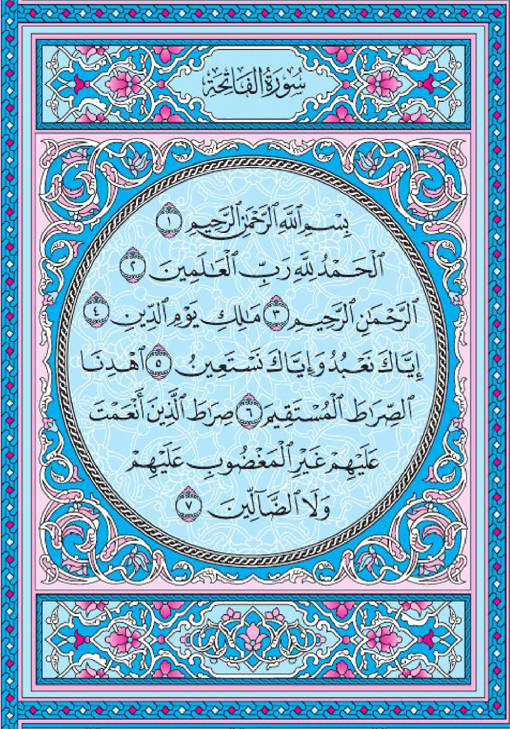 سُورَةُ الفَاتِحَةِ
بِسْمِ ٱللَّهِ ٱلرَّحْمَٰنِ ٱلرَّحِيمِ ١
ٱلْحَمْدُ لِلَّهِ رَبِّ ٱلْعَٰلَمِينَ ٢
ٱلرَّحْمَٰنِ ٱلرَّحِيمِ ٣ مَٰلِكِ يَوْمِ ٱلدِّينِ ٤
إِيَّاكَ نَعْبُدُ وَإِيَّاكَ نَسْتَعِينُ ٥ ٱهْدِنَا
ٱلصِّرَٰطَ ٱلْمُسْتَقِيمَ ٦ صِرَٰطَ ٱلَّذِينَ أَنْعَمْتَ
عَلَيْهِمْ غَيْرِ ٱلْمَغْضُوبِ عَلَيْهِمْ
وَلَا ٱلضَّآلِّينَ ٧